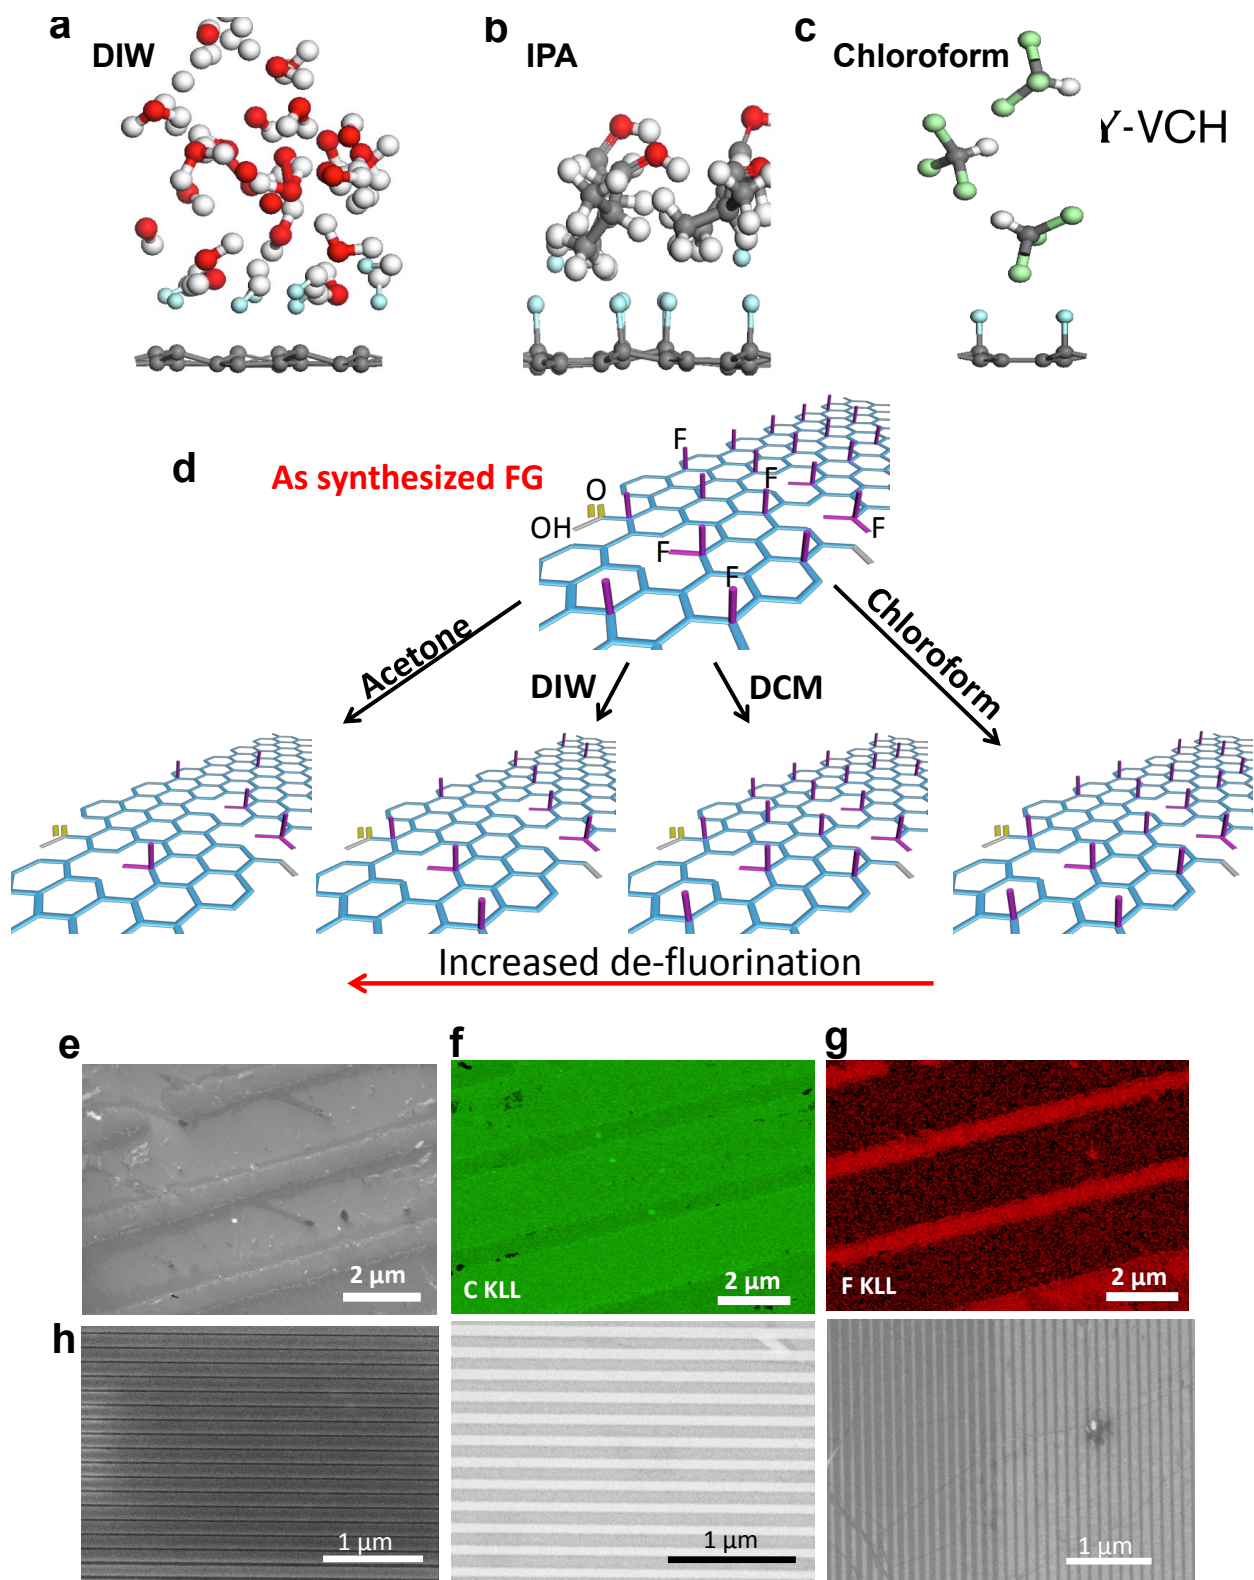 a
DIW
b
IPA
c
Chloroform
Y-VCH
d
As synthesized FG
F
F
O
OH
F
F
F
Acetone
DIW
DCM
Chloroform
Increased de-fluorination
e
2 µm
f
C KLL
2 µm
g
F KLL
2 µm
h
1 µm
1 µm
1 µm